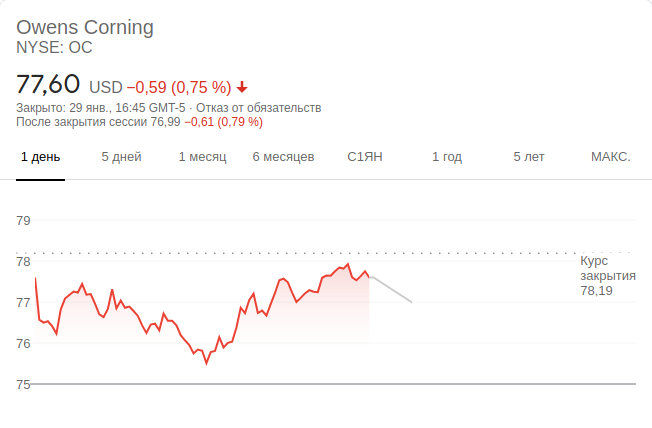 Owens Corning
NYSE: OC
77,60 USD −0,59 (0,75 %)
Закрыто: 29 янв., 16:45 GMT-5 · Отказ от обязательств
После закрытия сессии 76,99 −0,61 (0,79 %)
1 день 5 дней 1 месяц 6 месяцев С1ЯН 1 год 5 лет МАКС.
79
78
77
76
75
Курс
закрытия
78,19